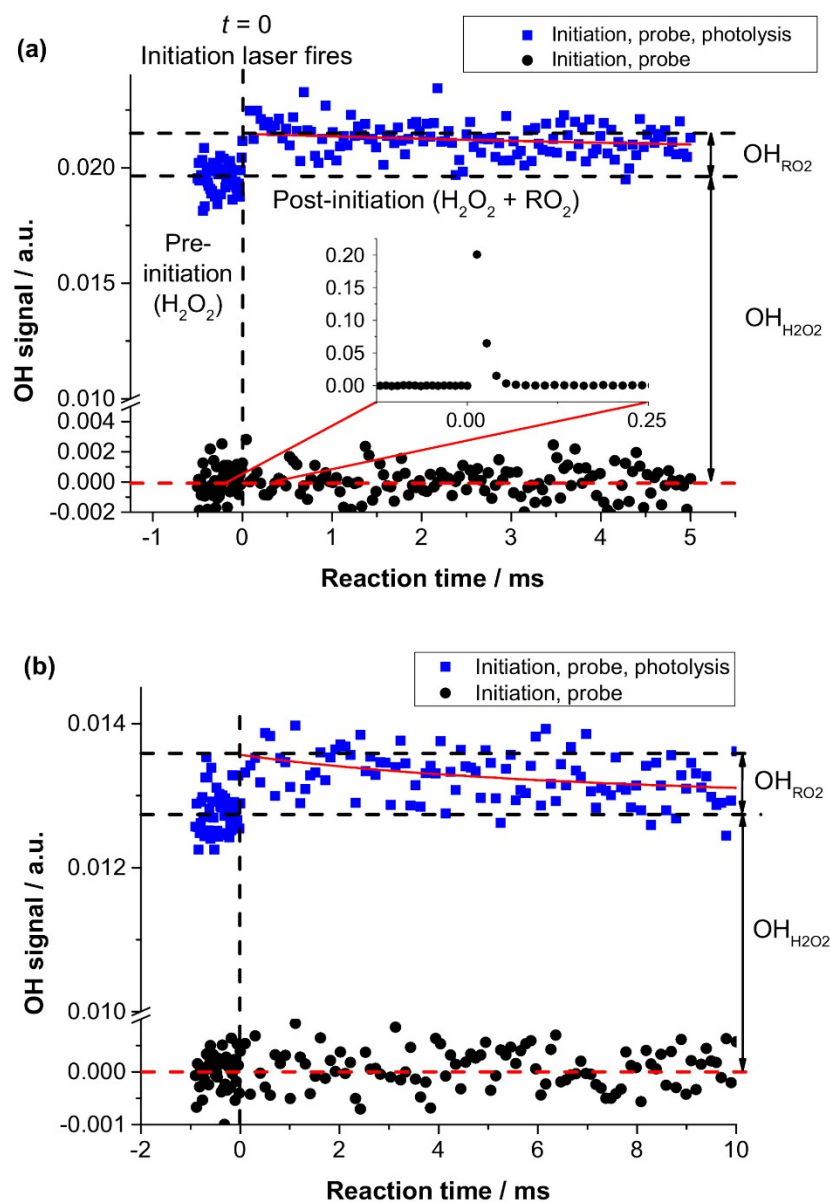 (a)
t = 0
Initiation laser fires
Initiation, probe, photolysis
Initiation, probe
OH signal / a.u.
0.020
0.015
0.010
0.004
0.002
0.000
-0.002
Pre-
initiation
(H₂O₂)
Post-initiation (H₂O₂ + RO₂)
OH_RO2
OH_H2O2
0.20
0.15
0.10
0.05
0.00
0.00 0.25
-1 0 1 2 3 4 5
Reaction time / ms
(b)
Initiation, probe, photolysis
Initiation, probe
OH signal / a.u.
0.014
0.012
0.010
0.000
-0.001
OH_RO2
OH_H2O2
-2 0 2 4 6 8 10
Reaction time / ms